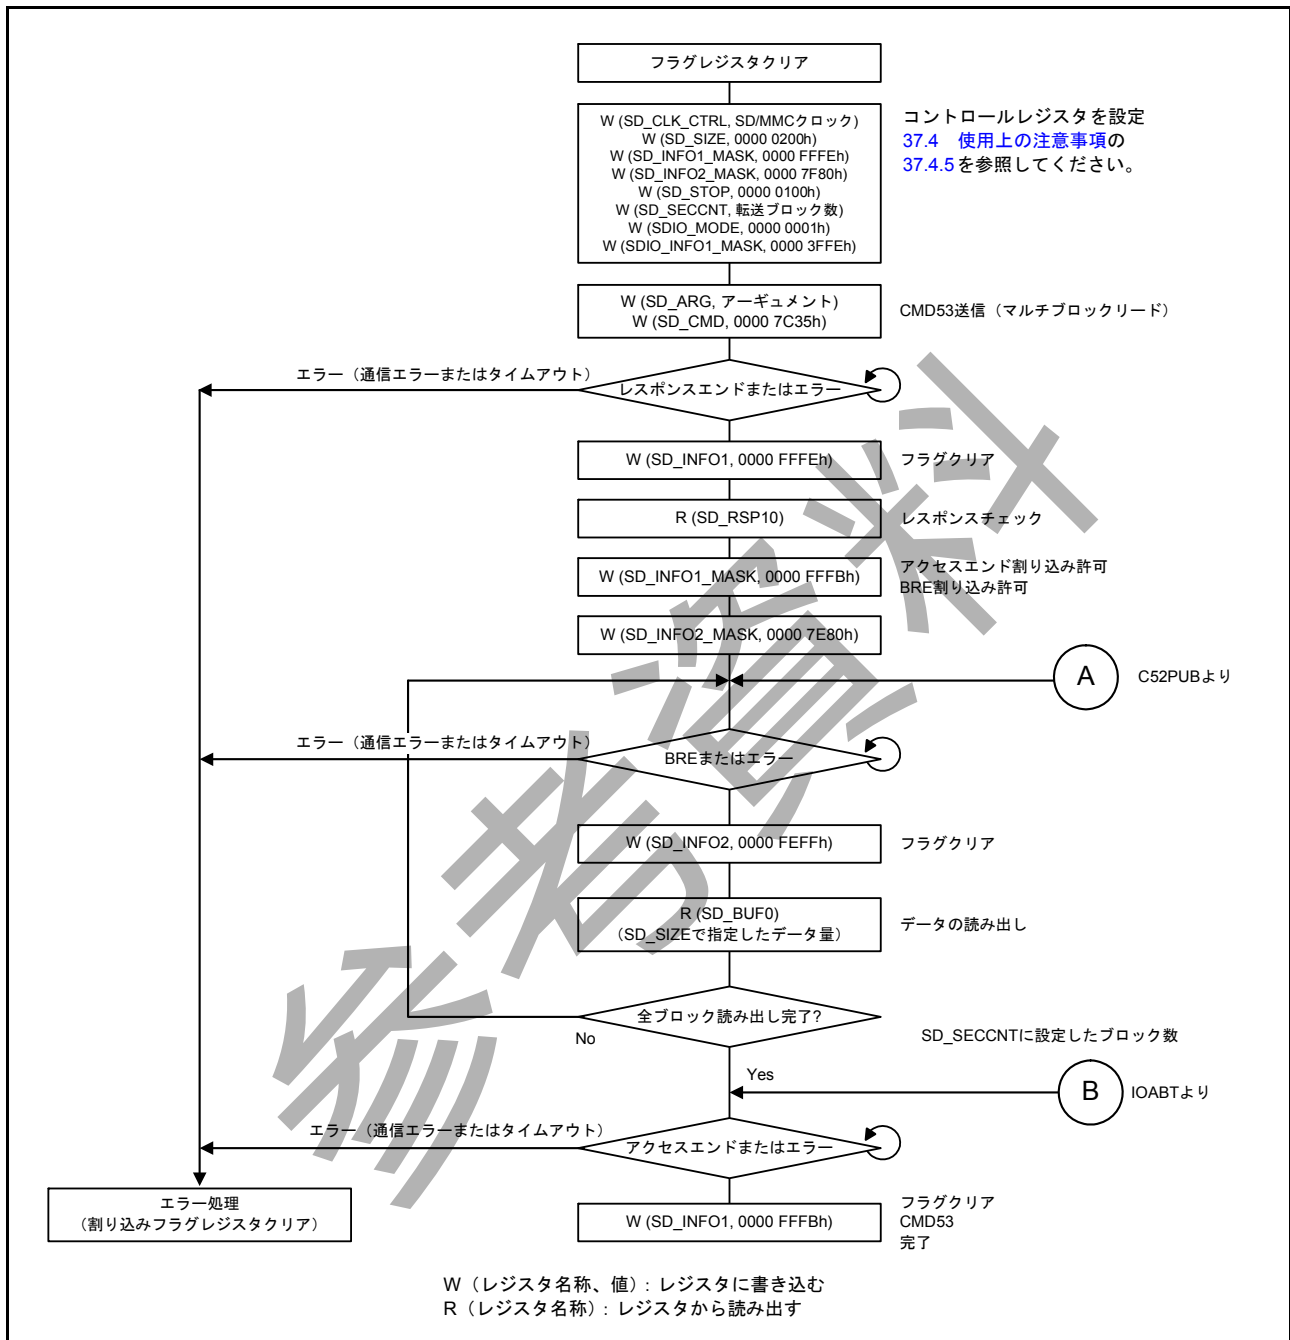 フラグレジスタクリア
W (SD_CLK_CTRL, SD/MMCクロック)
W (SD_SIZE, 0000 0200h)
W (SD_INFO1_MASK, 0000 FFFEh)
W (SD_INFO2_MASK, 0000 7F80h)
W (SD_STOP, 0000 0100h)
W (SD_SECCNT, 転送ブロック数)
W (SDIO_MODE, 0000 0001h)
W (SDIO_INFO1_MASK, 0000 3FFEh)
コントロールレジスタを設定
37.4 使用上の注意事項の
37.4.5を参照してください。
W (SD_ARG, アーギュメント)
W (SD_CMD, 0000 7C35h)
CMD53送信（マルチブロックリード）
エラー（通信エラーまたはタイムアウト）
レスポンスエンドまたはエラー
W (SD_INFO1, 0000 FFFEh)
フラグクリア
R (SD_RSP10)
レスポンスチェック
W (SD_INFO1_MASK, 0000 FFFBh)
アクセスエンド割り込み許可
BRE割り込み許可
W (SD_INFO2_MASK, 0000 7E80h)
A
C52PUBより
エラー（通信エラーまたはタイムアウト）
BREまたはエラー
W (SD_INFO2, 0000 FEFFh)
フラグクリア
R (SD_BUF0)
（SD_SIZEで指定したデータ量）
データの読み出し
全ブロック読み出し完了?
No
SD_SECCNTに設定したブロック数
Yes
B
IOABTより
エラー（通信エラーまたはタイムアウト）
アクセスエンドまたはエラー
エラー処理
（割り込みフラグレジスタクリア）
W (SD_INFO1, 0000 FFFBh)
フラグクリア
CMD53
完了
W（レジスタ名称、値）: レジスタに書き込む
R（レジスタ名称）: レジスタから読み出す
参考資料